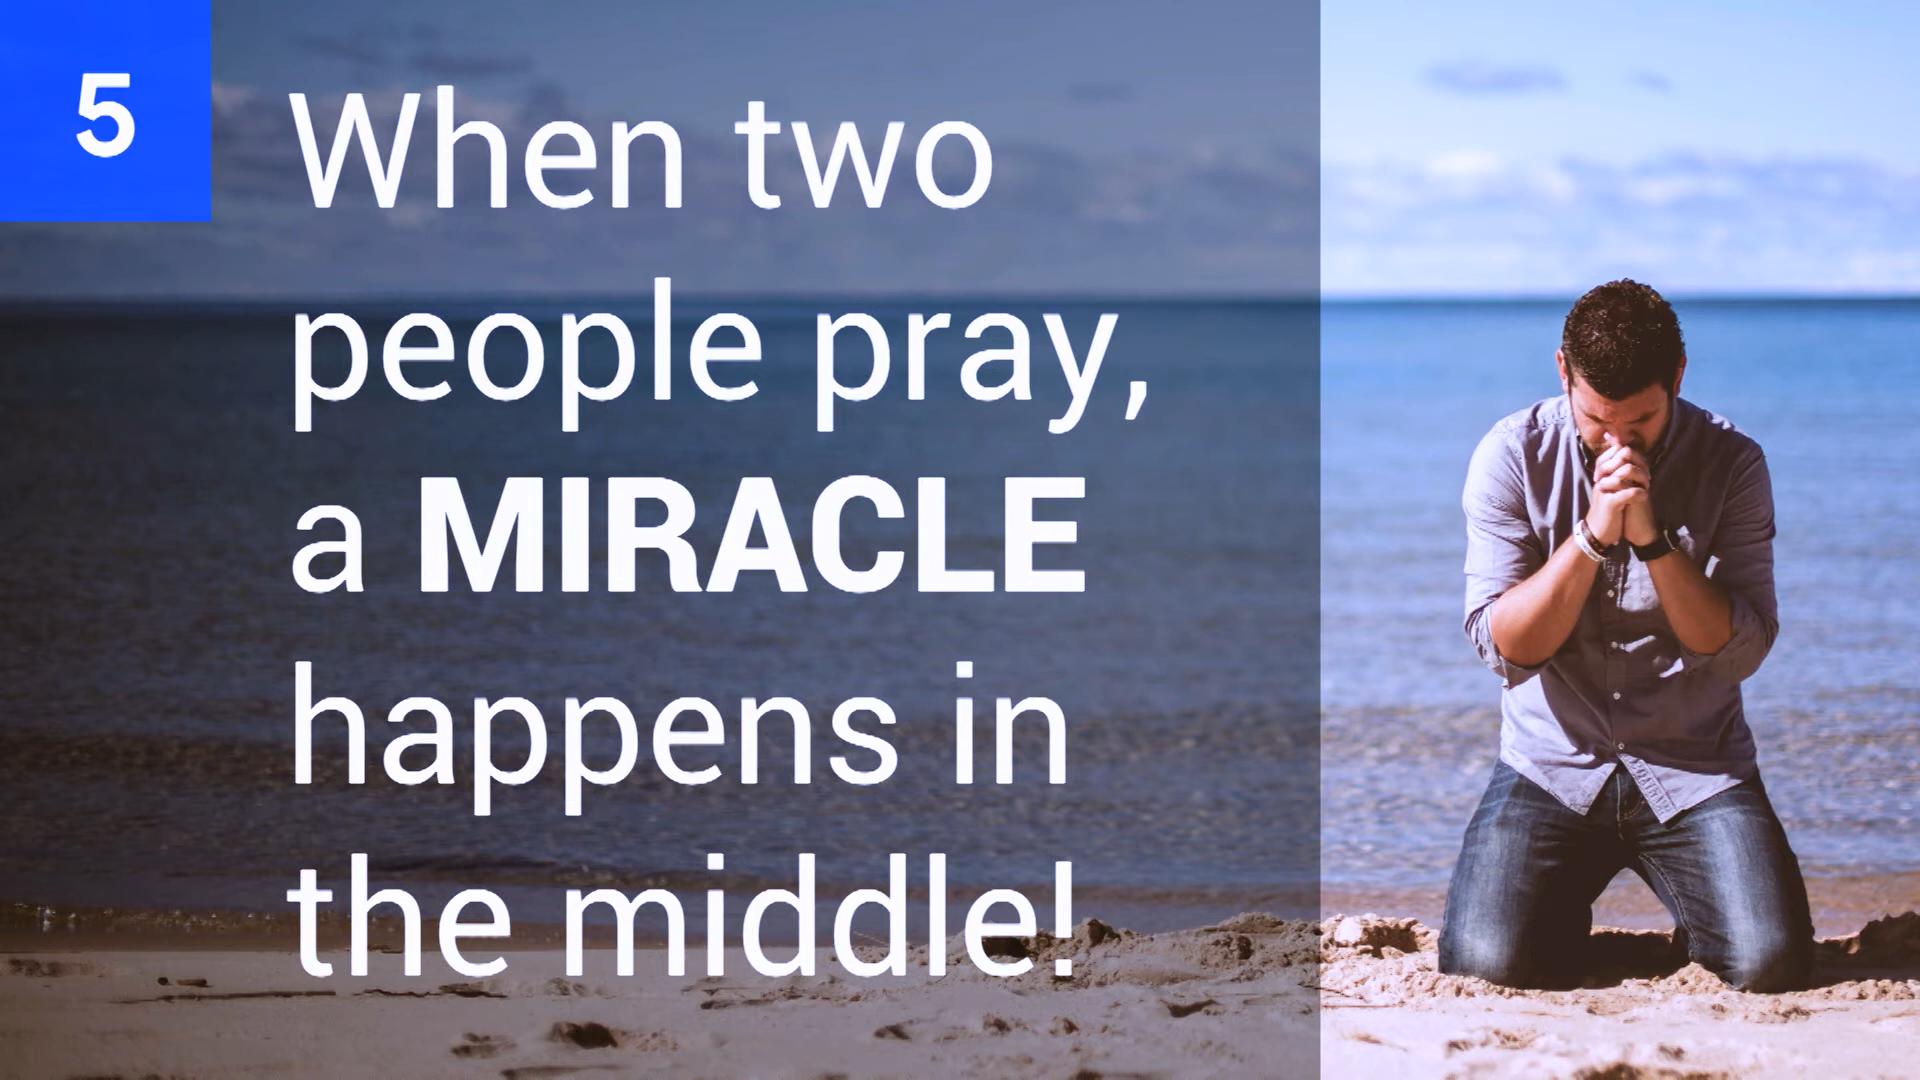 5
When two
people pray,
a MIRACLE
happens in
the middle!